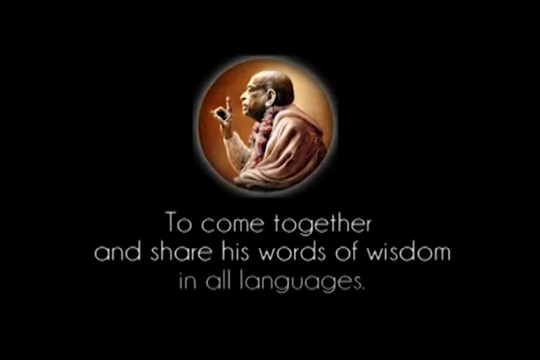 To come together
and share his words of wisdom
in all languages.